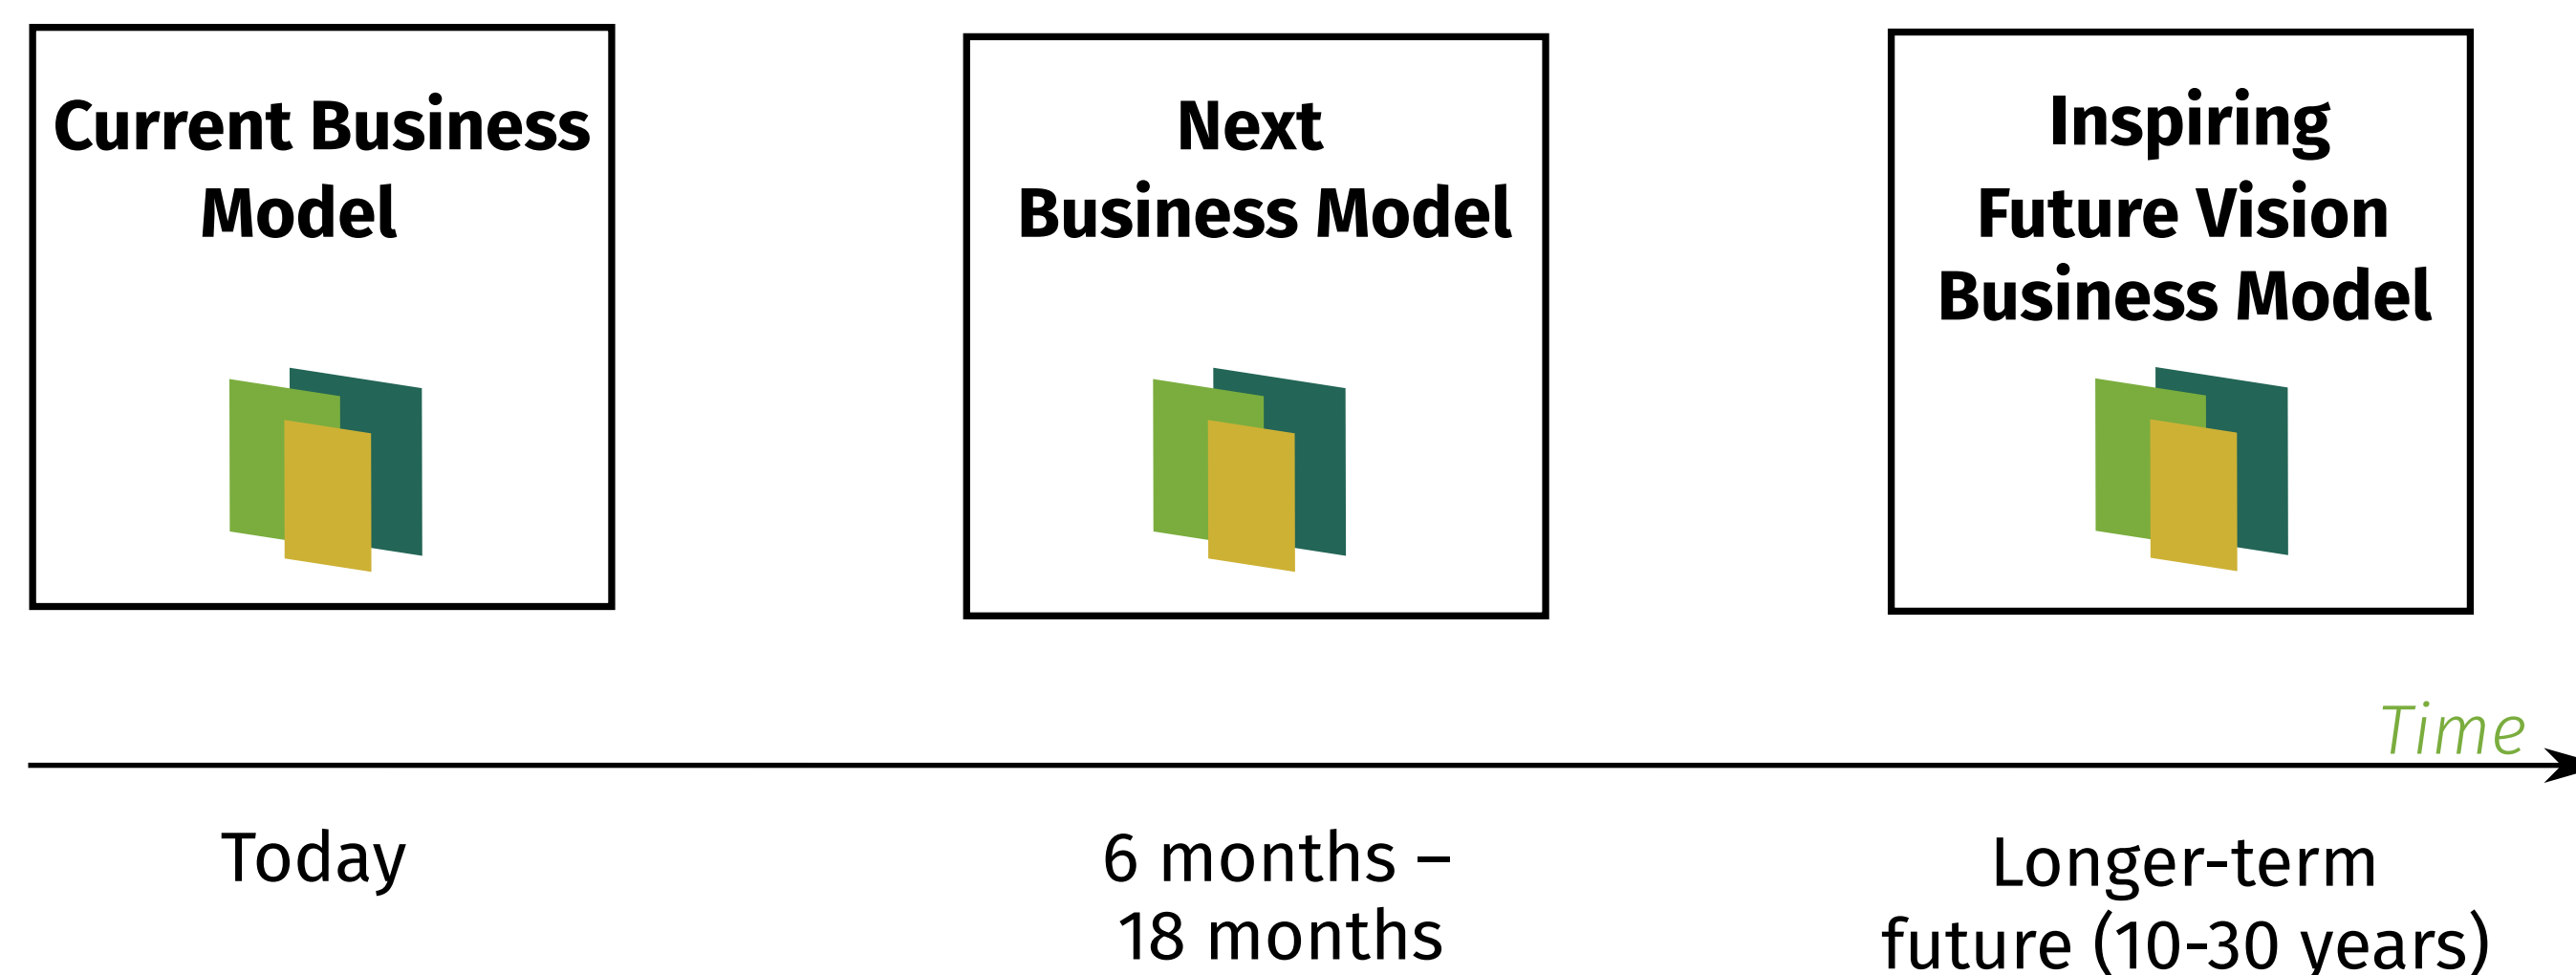 Current Business
Model
Next
Business Model
Inspiring
Future Vision
Business Model
Time
Today
6 months –
18 months
Longer-term
future (10-30 years)